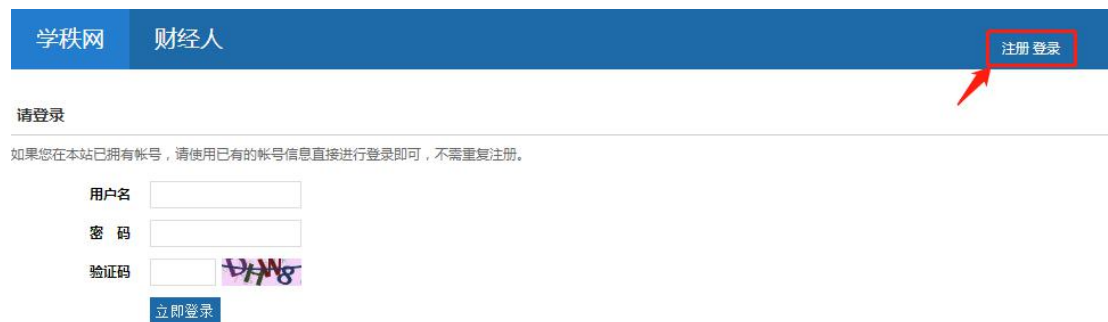 学秩网 财经人 注册 登录
请登录
如果您在本站已拥有帐号，请使用已有的帐号信息直接进行登录即可，不需重复注册。
用户名
密 码
验证码 DHW8
立即登录